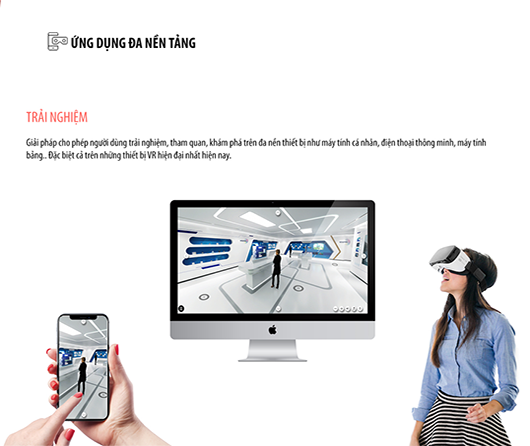 ỨNG DỤNG ĐA NỀN TẢNG
TRẢI NGHIỆM
Giải pháp cho phép người dùng trải nghiệm, tham quan, khám phá trên đa nền thiết bị như máy tính cá nhân, điện thoại thông minh, máy tính
bảng.. Đặc biệt cả trên những thiết bị VR hiện đại nhất hiện nay.